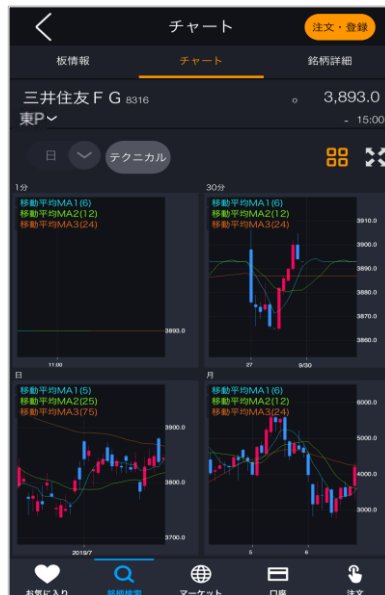 チャート
注文・登録
板情報
チャート
銘柄詳細
三井住友FG 8316
3,893.0
東P
- 15:00
日
テクニカル
1分
移動平均MA1(6)
移動平均MA2(12)
移動平均MA3(24)
3893.0
11:00
30分
移動平均MA1(6)
移動平均MA2(12)
移動平均MA3(24)
3910.0
3900.0
3890.0
3880.0
3870.0
3860.0
27
9/30
日
移動平均MA1(5)
移動平均MA2(25)
移動平均MA3(75)
3900.0
3800.0
3700.0
2019/7
月
移動平均MA1(6)
移動平均MA2(12)
移動平均MA3(24)
6000.0
5000.0
4000.0
3000.0
5
6
お気に入り
銘柄検索
マーケット
口座
注文